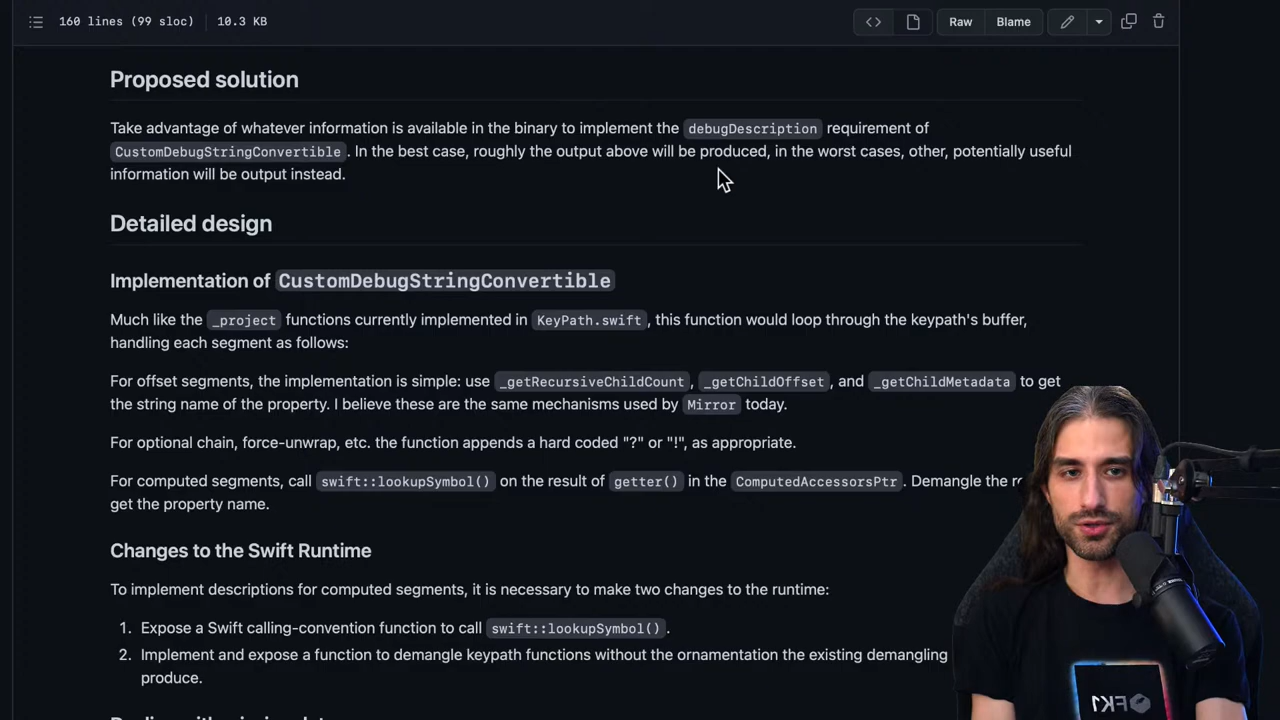 160 lines (99 sloc) 10.3 KB Raw Blame
Proposed solution
Take advantage of whatever information is available in the binary to implement the debugDescription requirement of
CustomDebugStringConvertible. In the best case, roughly the output above will be produced, in the worst cases, other, potentially useful
information will be output instead.
Detailed design
Implementation of CustomDebugStringConvertible
Much like the _project functions currently implemented in KeyPath.swift, this function would loop through the keypath's buffer,
handling each segment as follows:
For offset segments, the implementation is simple: use _getRecursiveChildCount, _getChildOffset, and _getChildMetadata to get
the string name of the property. I believe these are the same mechanisms used by Mirror today.
For optional chain, force-unwrap, etc. the function appends a hard coded "?" or "!", as appropriate.
For computed segments, call swift::lookupSymbol() on the result of getter() in the ComputedAccessorsPtr. Demangle the
get the property name.
Changes to the Swift Runtime
To implement descriptions for computed segments, it is necessary to make two changes to the runtime:
1. Expose a Swift calling-convention function to call swift::lookupSymbol().
2. Implement and expose a function to demangle keypath functions without the ornamentation the existing demangling
produce.